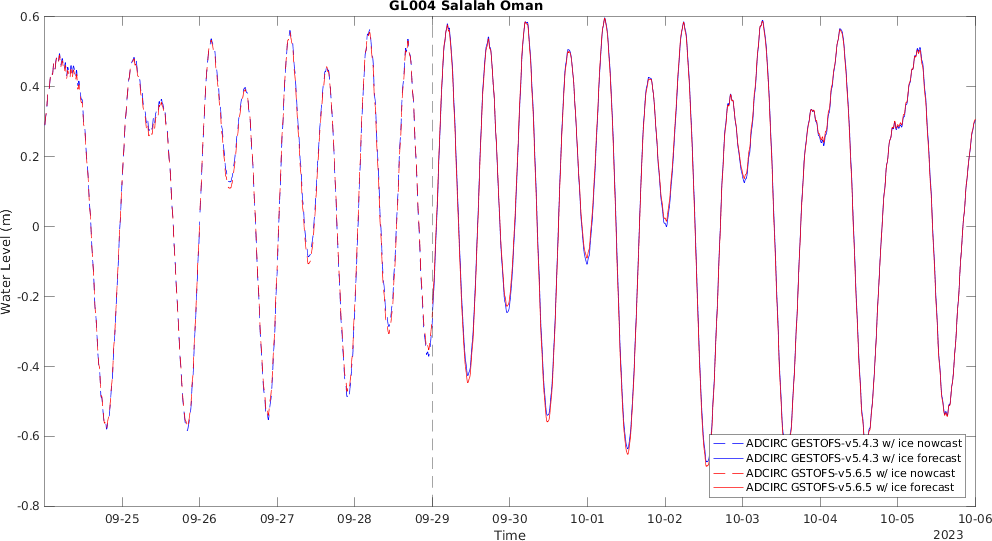 GL004 Salalah Oman
0.6
0.4
0.2
0
-0.2
-0.4
-0.6
-0.8
Water Level (m)
ADCIRC GESTOFS-v5.4.3 w/ ice nowcast
ADCIRC GESTOFS-v5.4.3 w/ ice forecast
ADCIRC GSTOFS-v5.6.5 w/ ice nowcast
ADCIRC GSTOFS-v5.6.5 w/ ice forecast
09-25 09-26 09-27 09-28 09-29 09-30 10-01 10-02 10-03 10-04 10-05 10-06
Time
2023